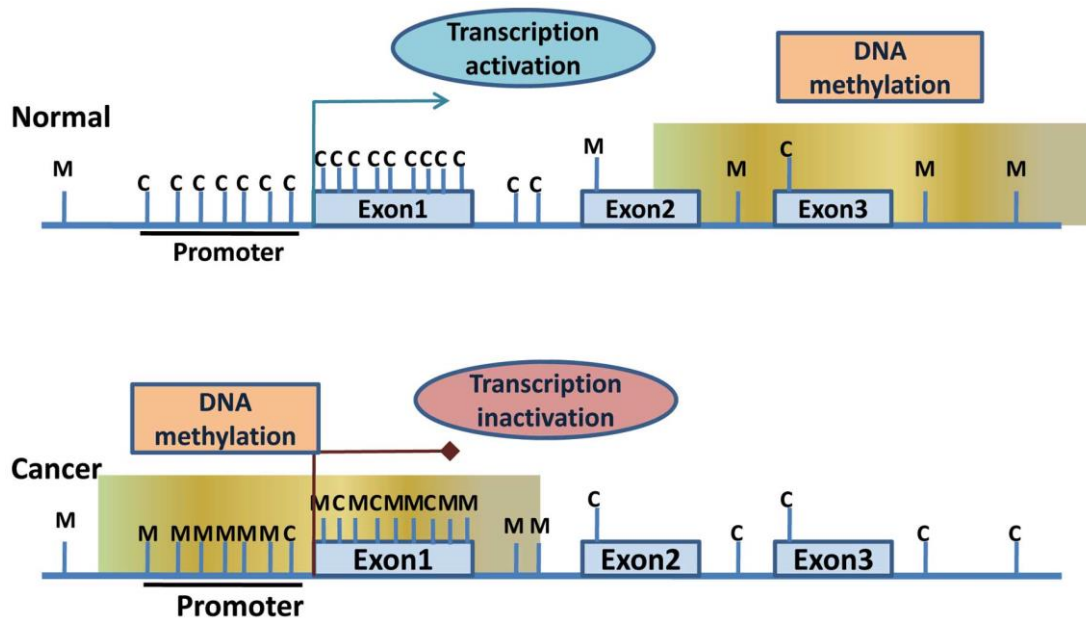 Transcription
activation
DNA
methylation
Normal
M
C C C C C C C
C C C C C C C C C
C C
M
M
C
M
M
Exon1
Exon2
Exon3
Promoter
DNA
methylation
Transcription
inactivation
Cancer
M
M M M M M M C
M C M C M M C M M
M M
C
C
C
C
C
Exon1
Exon2
Exon3
Promoter